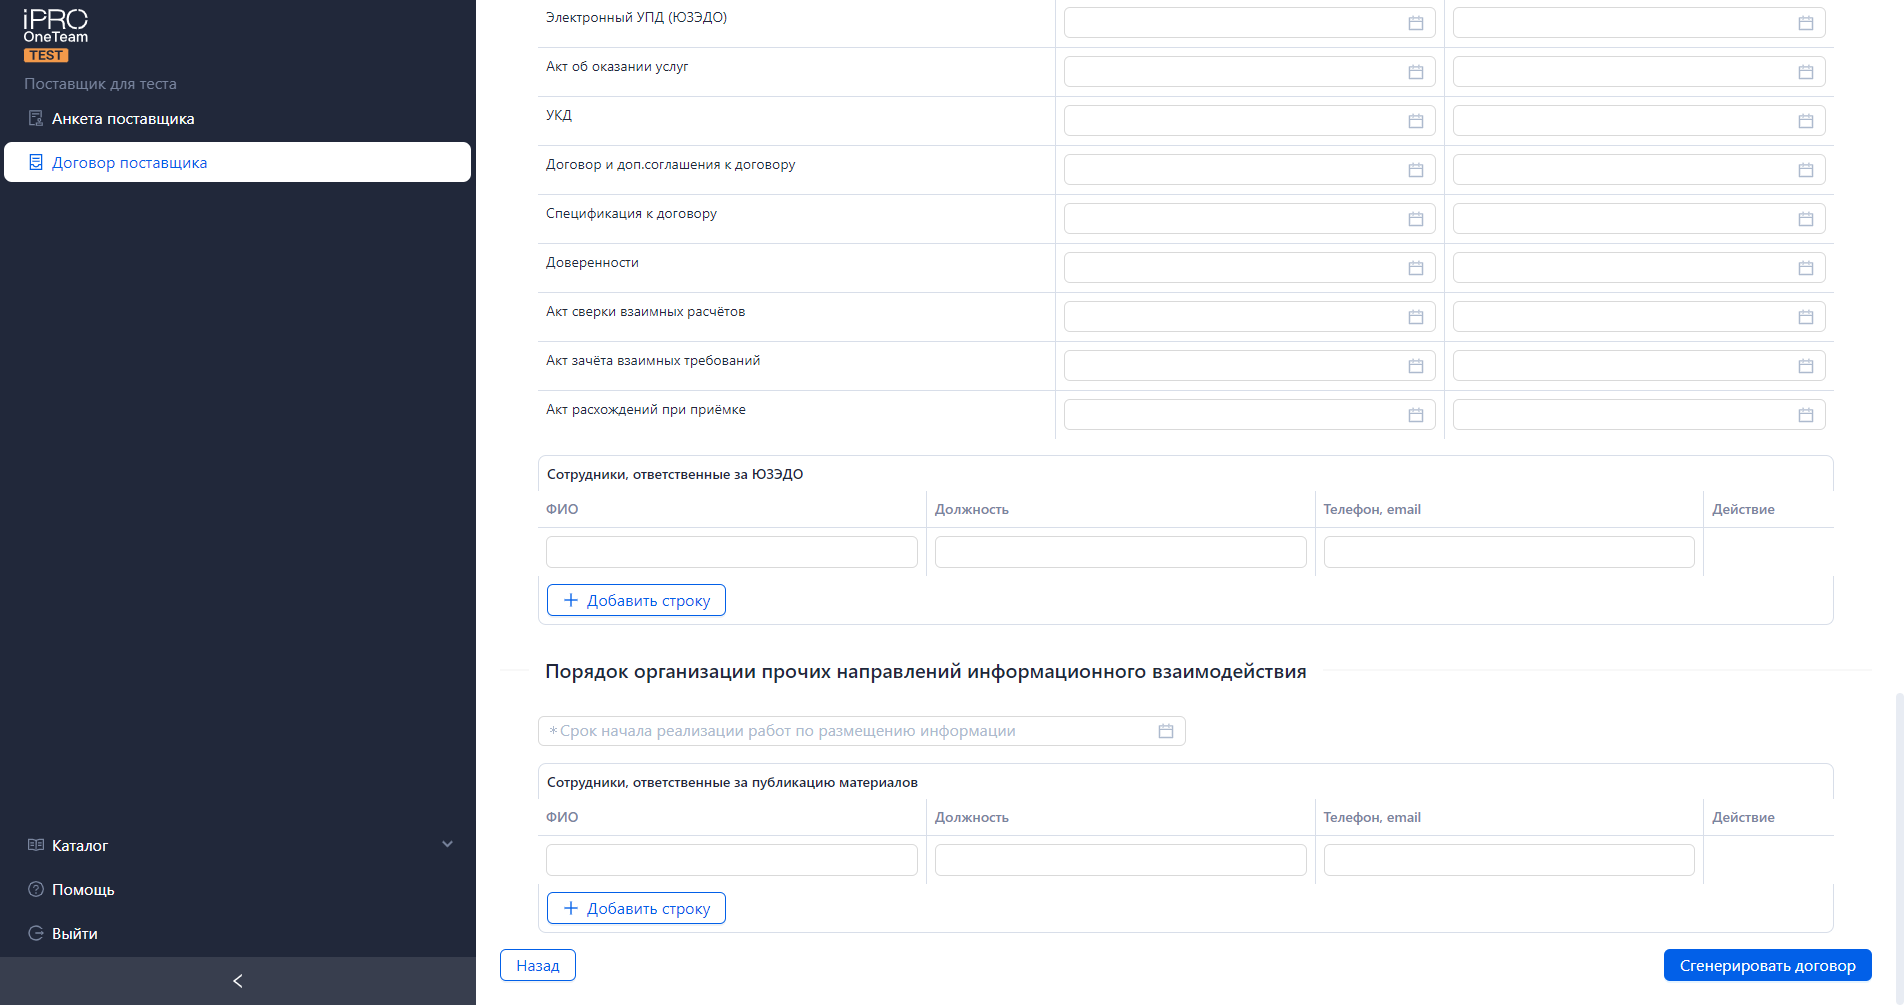 iPRO
OneTeam
TEST
Поставщик для теста
Анкета поставщика
Договор поставщика
Каталог
Помощь
Выйти
Электронный УПД (ЮЗЭДО)
Акт об оказании услуг
УКД
Договор и доп.соглашения к договору
Спецификация к договору
Доверенности
Акт сверки взаимных расчётов
Акт зачёта взаимных требований
Акт расхождений при приёмке
Сотрудники, ответственные за ЮЗЭДО
ФИО Должность Телефон, email Действие
+ Добавить строку
Порядок организации прочих направлений информационного взаимодействия
* Срок начала реализации работ по размещению информации
Сотрудники, ответственные за публикацию материалов
ФИО Должность Телефон, email Действие
+ Добавить строку
Назад Сгенерировать договор